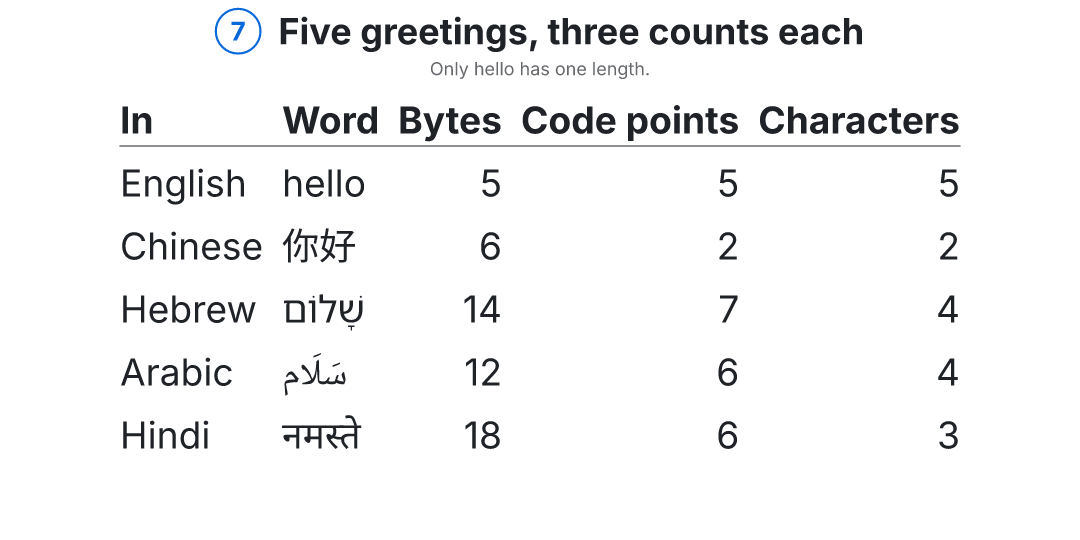 7 Five greetings, three counts each
Only hello has one length.
In Word Bytes Code points Characters
English hello 5 5 5
Chinese 你好 6 2 2
Hebrew שָׁלוֹם 14 7 4
Arabic سَلَام 12 6 4
Hindi नमस्ते 18 6 3